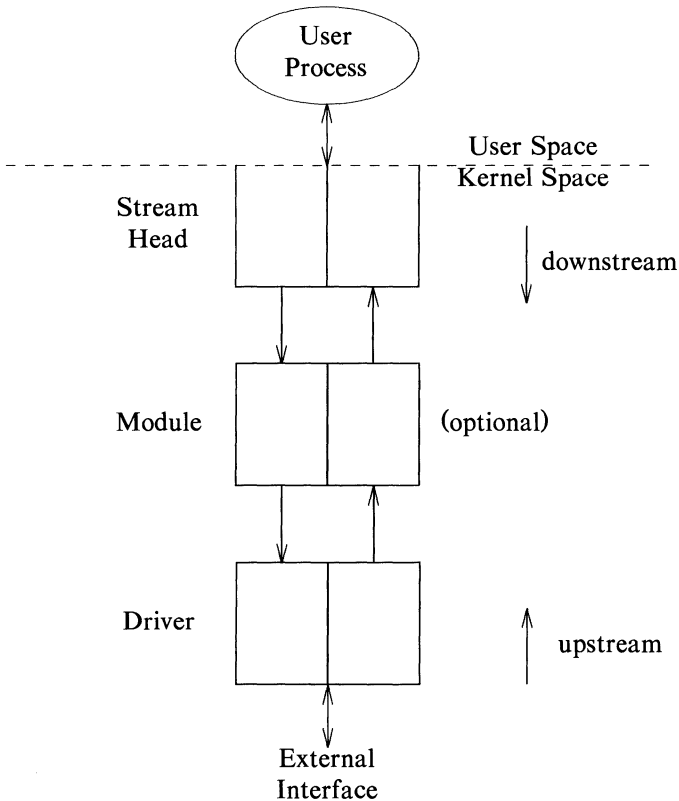 User
Process
User Space
Kernel Space
Stream
Head
downstream
Module
(optional)
Driver
upstream
External
Interface